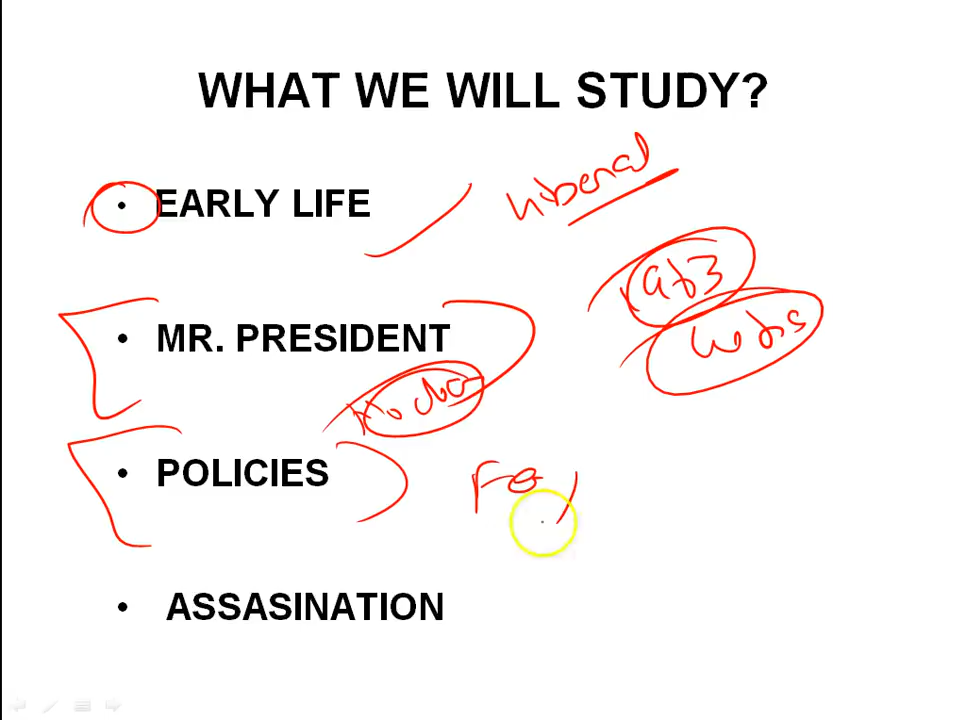 WHAT WE WILL STUDY?
• EARLY LIFE
liberal
• MR. PRESIDENT
• POLICIES
• ASSASINATION